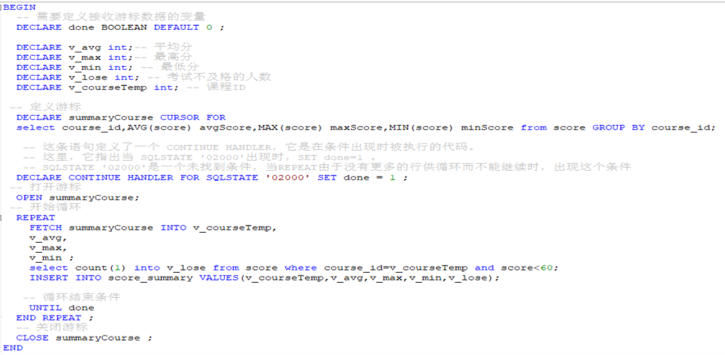 BEGIN
-- 需要定义接收游标数据的变量
DECLARE done BOOLEAN DEFAULT 0 ;
DECLARE v_avg int;-- 平均分
DECLARE v_max int;-- 最高分
DECLARE v_min int; -- 最低分
DECLARE v_lose int; -- 考试不及格的人数
DECLARE v_courseTemp int; -- 课程ID
-- 定义游标
DECLARE summaryCourse CURSOR FOR
select course_id,AVG(score) avgScore,MAX(score) maxScore,MIN(score) minScore from score GROUP BY course_id;
-- 这条语句定义了一个 CONTINUE HANDLER，它是在条件出现时被执行的代码。
-- 这里，它指出当 SQLSTATE '02000'出现时，SET done=1 。
-- SQLSTATE '02000'是一个未找到条件，当REPEAT由于没有更多的行供循环而不能继续时，出现这个条件
DECLARE CONTINUE HANDLER FOR SQLSTATE '02000' SET done = 1 ;
-- 打开游标
OPEN summaryCourse;
-- 开始循环
REPEAT
FETCH summaryCourse INTO v_courseTemp,
v_avg,
v_max,
v_min ;
select count(1) into v_lose from score where course_id=v_courseTemp and score<60;
INSERT INTO score_summary VALUES(v_courseTemp,v_avg,v_max,v_min,v_lose);
-- 循环结束条件
UNTIL done
END REPEAT ;
-- 关闭游标
CLOSE summaryCourse ;
END